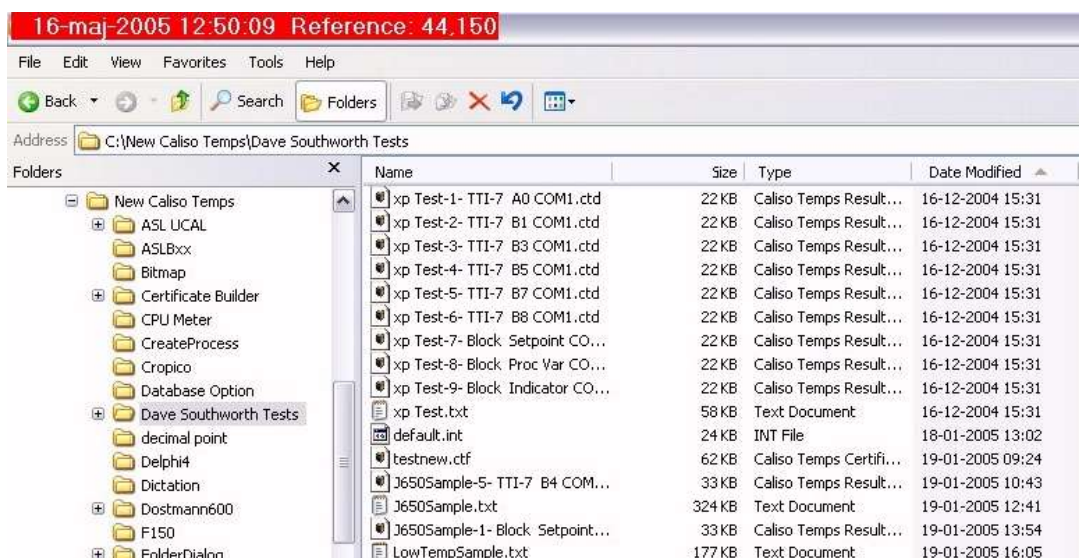 16-maj-2005 12:50:09 Reference: 44,150
File Edit View Favorites Tools Help
Back Search Folders
Address C:\New Caliso Temps\Dave Southworth Tests
Folders x Name Size Type Date Modified
New Caliso Temps
ASL UCAL
ASLBxx
Bitmap
Certificate Builder
CPU Meter
CreateProcess
Cropico
Database Option
Dave Southworth Tests
decimal point
Delphi4
Dictation
Dostmann600
F150
FolderDialog
xp Test-1- TTI-7 A0 COM1.ctd 22 KB Caliso Temps Result... 16-12-2004 15:31
xp Test-2- TTI-7 B1 COM1.ctd 22 KB Caliso Temps Result... 16-12-2004 15:31
xp Test-3- TTI-7 B3 COM1.ctd 22 KB Caliso Temps Result... 16-12-2004 15:31
xp Test-4- TTI-7 B5 COM1.ctd 22 KB Caliso Temps Result... 16-12-2004 15:31
xp Test-5- TTI-7 B7 COM1.ctd 22 KB Caliso Temps Result... 16-12-2004 15:31
xp Test-6- TTI-7 B8 COM1.ctd 22 KB Caliso Temps Result... 16-12-2004 15:31
xp Test-7- Block Setpoint CO... 22 KB Caliso Temps Result... 16-12-2004 15:31
xp Test-8- Block Proc Var CO... 22 KB Caliso Temps Result... 16-12-2004 15:31
xp Test-9- Block Indicator CO... 22 KB Caliso Temps Result... 16-12-2004 15:31
xp Test.txt 58 KB Text Document 16-12-2004 15:31
default.int 24 KB INT File 18-01-2005 13:02
testnew.ctf 62 KB Caliso Temps Certifi... 19-01-2005 09:24
J650Sample-5- TTI-7 B4 COM... 33 KB Caliso Temps Result... 19-01-2005 10:43
J650Sample.txt 324 KB Text Document 19-01-2005 12:41
J650Sample-1- Block Setpoint... 33 KB Caliso Temps Result... 19-01-2005 13:54
LowTempSample.txt 177 KB Text Document 19-01-2005 16:05